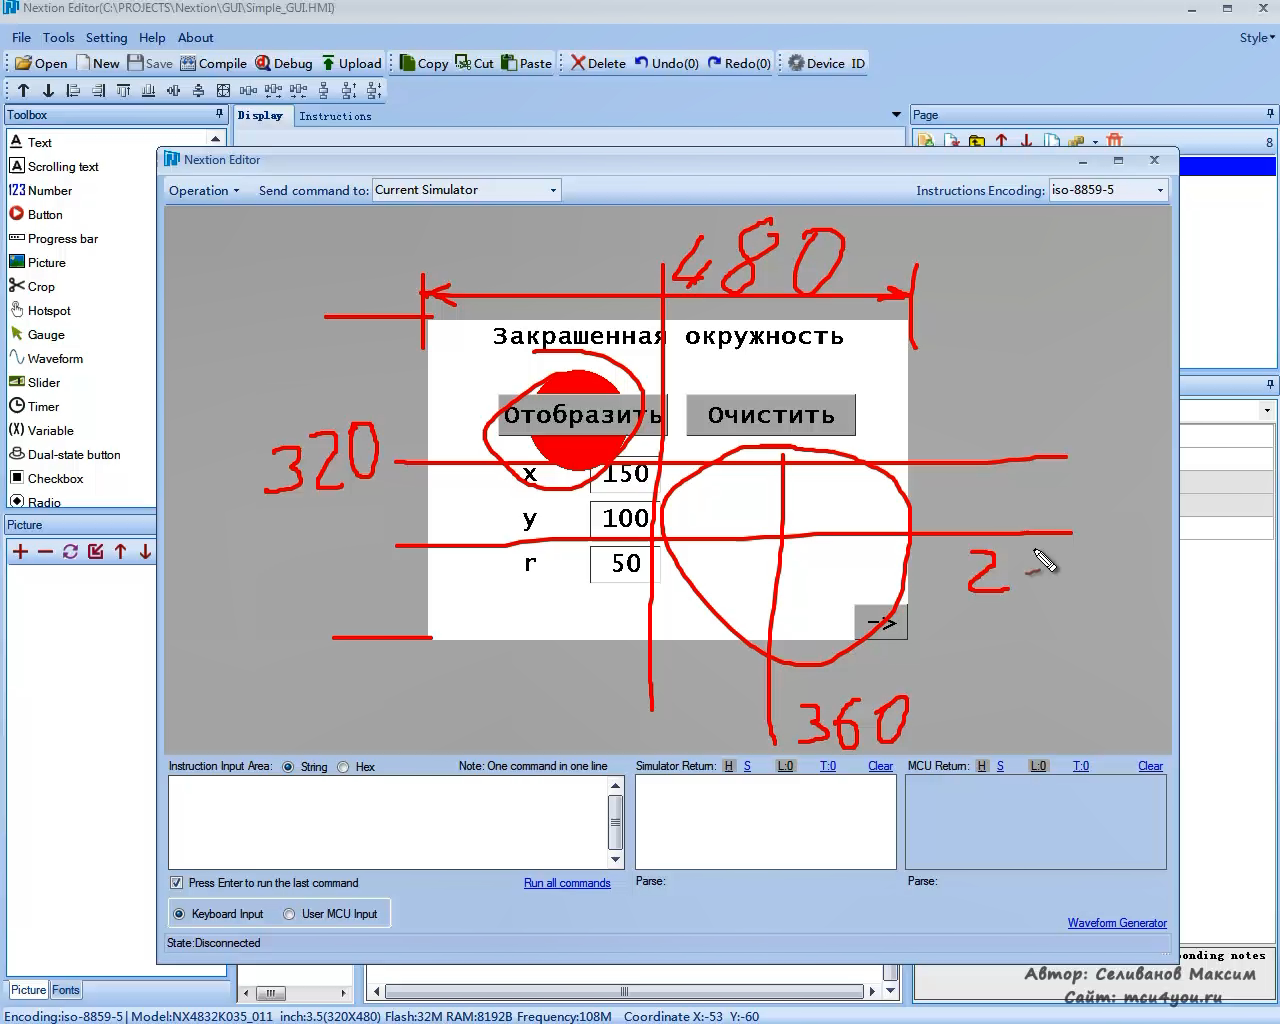 Nextion Editor(C:\PROJECTS\Nextion\GUI\Simple_GUI.HMI)
File Tools Setting Help About Style
Open New Save Compile Debug Upload Copy Cut Paste Delete Undo(0) Redo(0) Device ID
Toolbox
Display Instructions
Page
Text
Scrolling text
Number
Button
Progress bar
Picture
Crop
Hotspot
Gauge
Waveform
Slider
Timer
Variable
Dual-state button
Checkbox
Radio
8
Nextion Editor
Operation Send command to: Current Simulator Instructions Encoding: iso-8859-5
480
Закрашенная окружность
Отобразить Очистить
320
x 150
y 100
r 50
2
->
360
Picture
Instruction Input Area: String Hex Note: One command in one line
Simulator Return: H S L:0 T:0 Clear
MCU Return: H S L:0 T:0 Clear
Press Enter to run the last command Run all commands
Parse: Parse:
Keyboard Input User MCU Input
Waveform Generator
State:Disconnected
ponding notes
Автор: Селиванов Максим
Сайт: mcu4you.ru
Picture Fonts
Encoding:iso-8859-5 Model:NX4832K035_011 inch:3.5(320X480) Flash:32M RAM:8192B Frequency:108M Coordinate X:-53 Y:-60